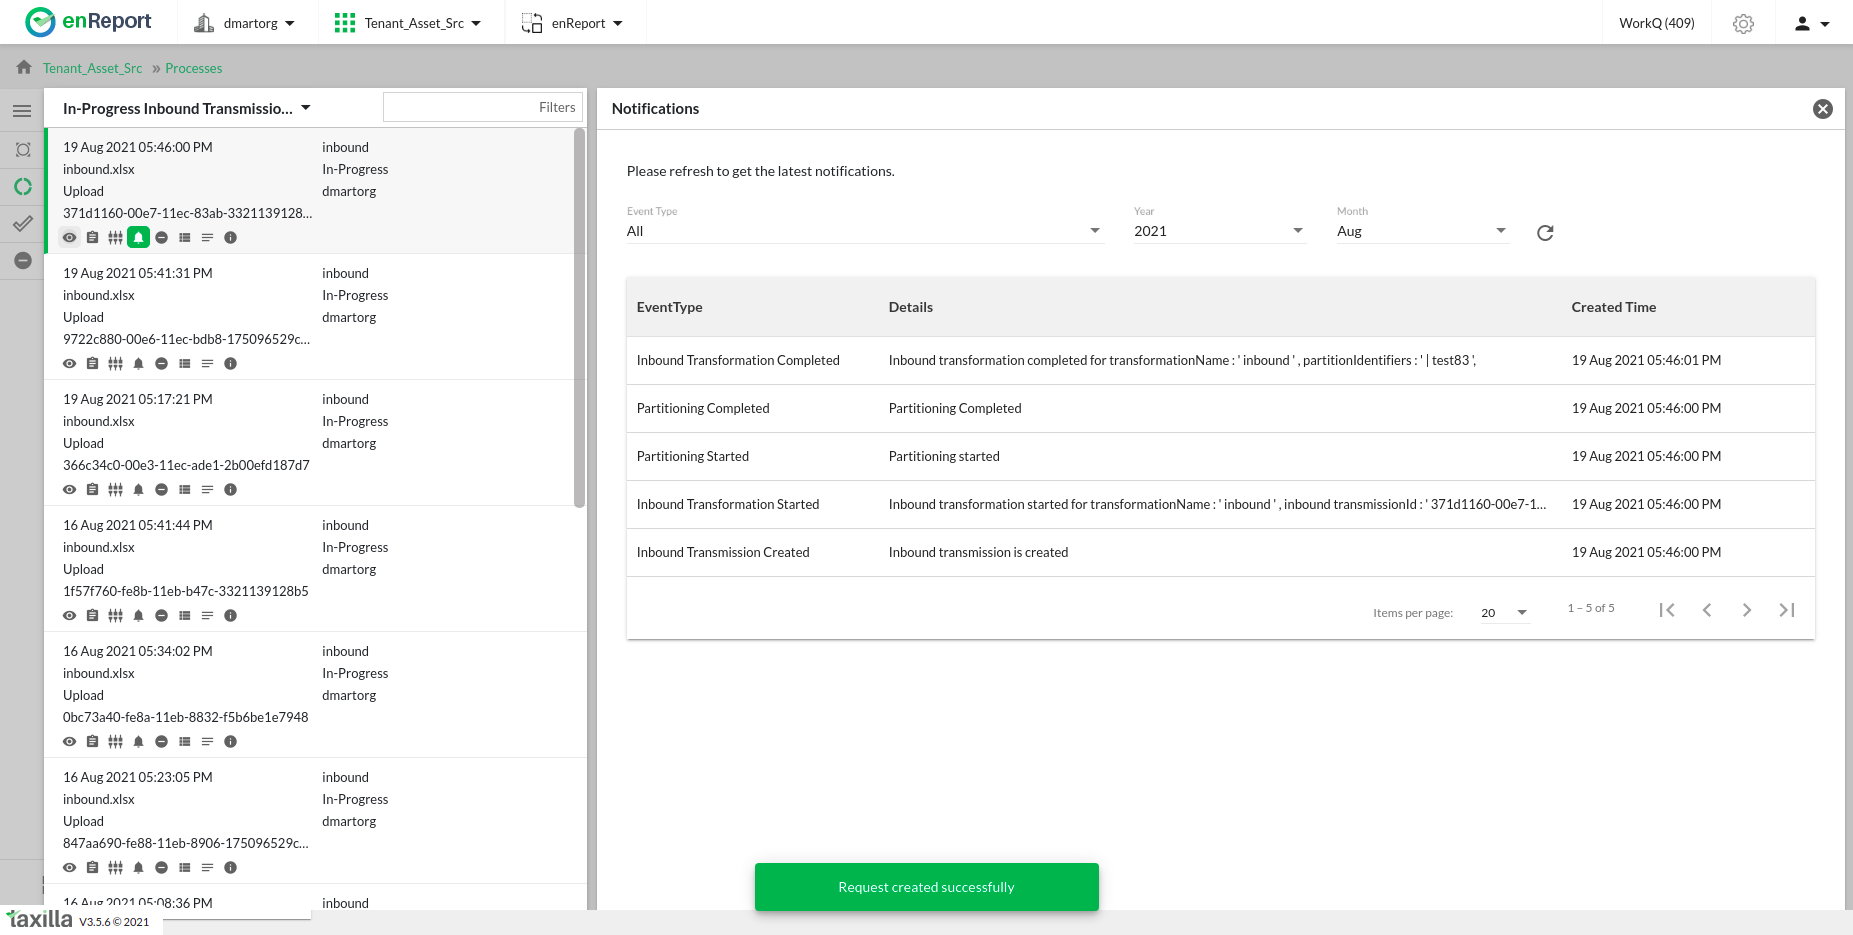 enReport
dmartorg
Tenant_Asset_Src
enReport
WorkQ (409)
Tenant_Asset_Src » Processes
In-Progress Inbound Transmissio...
Filters
19 Aug 2021 05:46:00 PM inbound
inbound.xlsx In-Progress
Upload dmartorg
371d1160-00e7-11ec-83ab-3321139128...
19 Aug 2021 05:41:31 PM inbound
inbound.xlsx In-Progress
Upload dmartorg
9722c880-00e6-11ec-bdb8-175096529c...
19 Aug 2021 05:17:21 PM inbound
inbound.xlsx In-Progress
Upload dmartorg
366c34c0-00e3-11ec-ade1-2b00efd187d7
16 Aug 2021 05:41:44 PM inbound
inbound.xlsx In-Progress
Upload dmartorg
1f57f760-fe8b-11eb-b47c-3321139128b5
16 Aug 2021 05:34:02 PM inbound
inbound.xlsx In-Progress
Upload dmartorg
0bc73a40-fe8a-11eb-8832-f5b6be1e7948
16 Aug 2021 05:23:05 PM inbound
inbound.xlsx In-Progress
Upload dmartorg
847aa690-fe88-11eb-8906-175096529c...
16 Aug 2021 05:08:36 PM inbound
taxilla V3.5.6 © 2021
Notifications
Please refresh to get the latest notifications.
Event Type Year Month
All 2021 Aug
EventType Details Created Time
Inbound Transformation Completed Inbound transformation completed for transformationName : ' inbound ' , partitionIdentifiers : ' | test83 ', 19 Aug 2021 05:46:01 PM
Partitioning Completed Partitioning Completed 19 Aug 2021 05:46:00 PM
Partitioning Started Partitioning started 19 Aug 2021 05:46:00 PM
Inbound Transformation Started Inbound transformation started for transformationName : ' inbound ' , inbound transmissionId : ' 371d1160-00e7-1... 19 Aug 2021 05:46:00 PM
Inbound Transmission Created Inbound transmission is created 19 Aug 2021 05:46:00 PM
Items per page: 20 1 – 5 of 5
Request created successfully